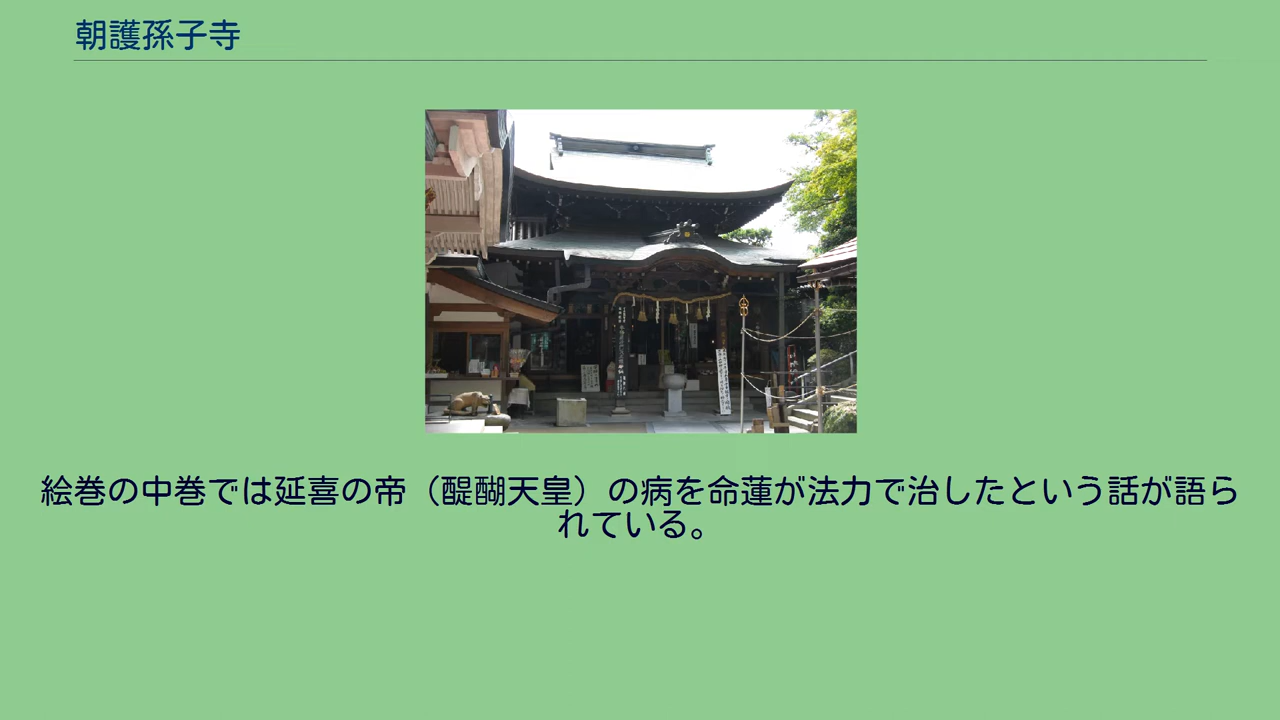 朝護孫子寺
絵巻の中巻では延喜の帝（醍醐天皇）の病を命蓮が法力で治したという話が語ら
れている。